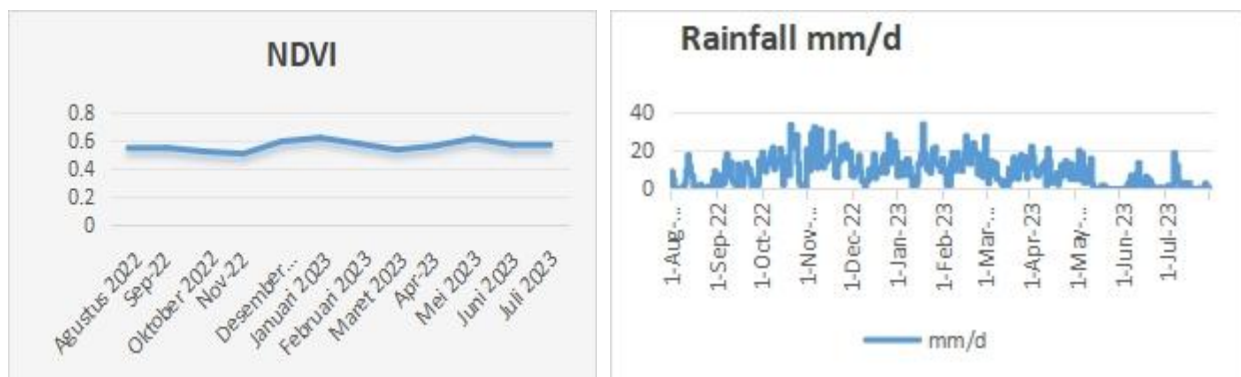 NDVI
0.8
0.6
0.4
0.2
0
Agustus 2022
Sep-22
Oktober 2022
Nov-22
Desember...
Januari 2023
Februari 2023
Maret 2023
Apr-23
Mei 2023
Juni 2023
Juli 2023
Rainfall mm/d
40
20
0
1-Aug-...
1-Sep-22
1-Oct-22
1-Nov-...
1-Dec-22
1-Jan-23
1-Feb-23
1-Mar-...
1-Apr-23
1-May-...
1-Jun-23
1-Jul-23
mm/d